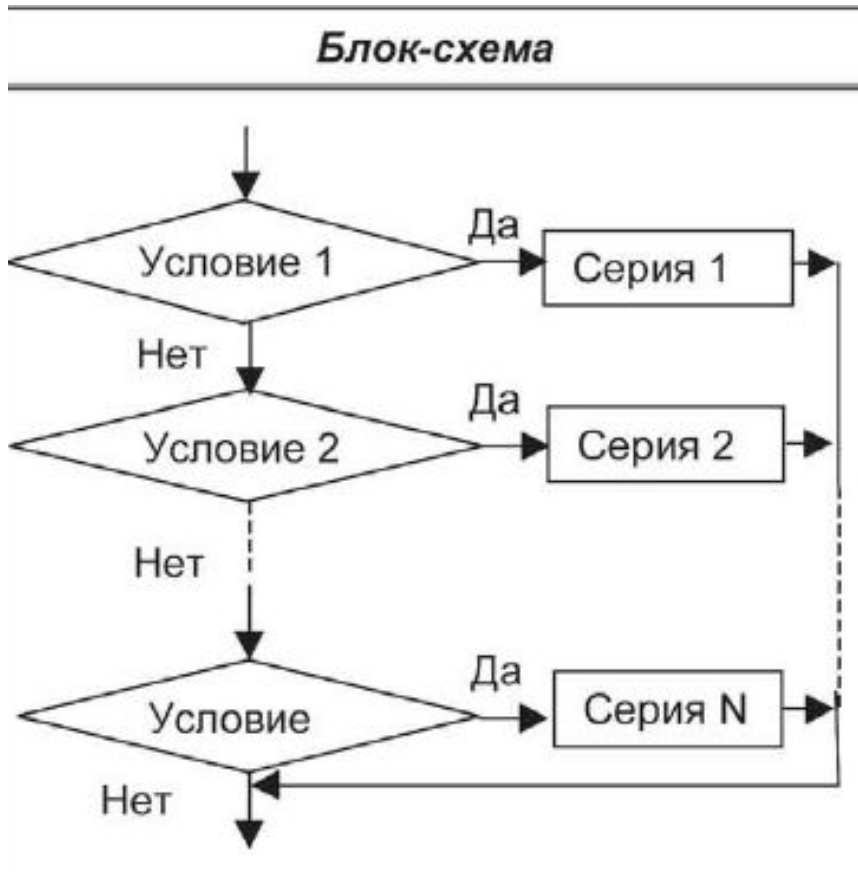 Блок-схема
Да
Условие 1
Серия 1
Нет
Да
Условие 2
Серия 2
Нет
Да
Условие
Серия N
Нет